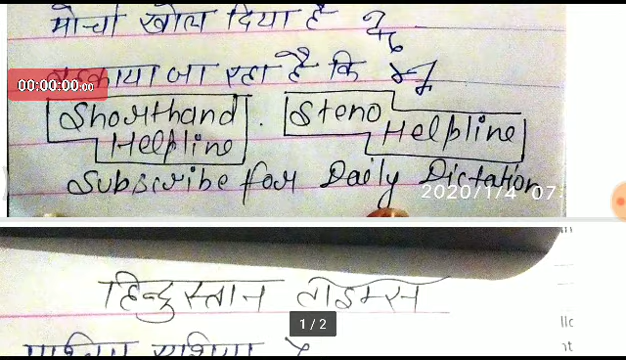 मोर्चा खोल दिया है
भड़काया जा रहा है कि
00:00:00.00
Shorthand Steno
Helpline Helpline
Subscribe for Daily Dictation
2020/1/4 07
हिन्दुस्तान टाइम्स
1/2